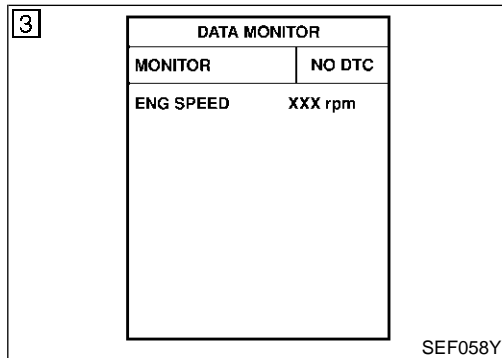 3
DATA MONITOR
MONITOR NO DTC
ENG SPEED XXX rpm
SEF058Y